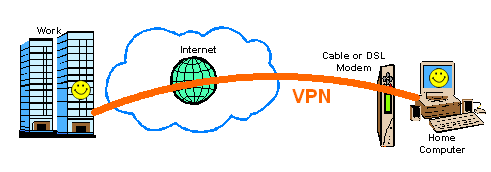 Work
Internet
Cable or DSL
Modem
VPN
Home
Computer